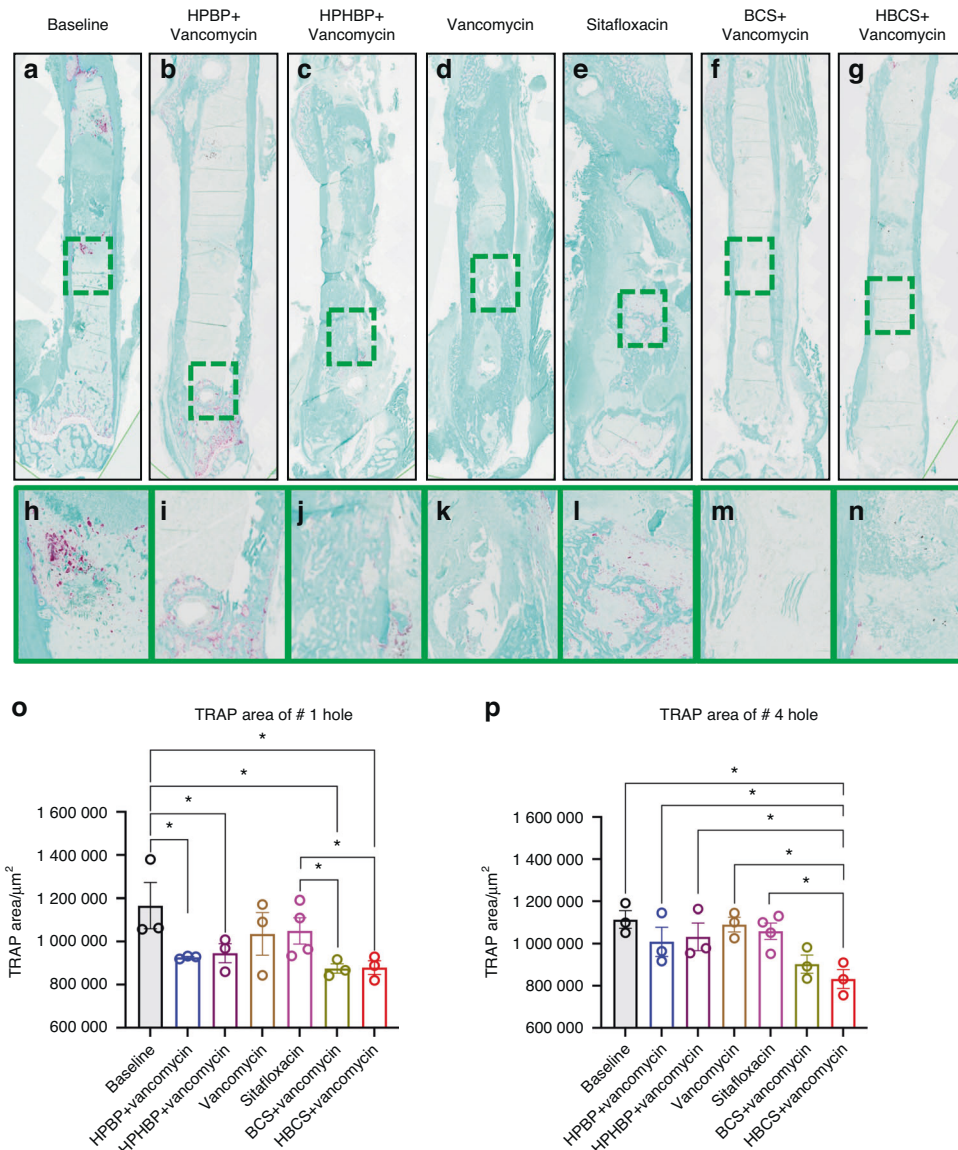 Baseline
HPBP+
Vancomycin
HPHBP+
Vancomycin
Vancomycin
Sitafloxacin
BCS+
Vancomycin
HBCS+
Vancomycin
a
b
c
d
e
f
g
h
i
j
k
l
m
n
o
TRAP area of # 1 hole
*
*
*
*
*
*
1 600 000
1 400 000
1 200 000
1 000 000
800 000
600 000
TRAP area/μm²
Baseline
HPBP+vancomycin
HPHBP+vancomycin
Vancomycin
Sitafloxacin
BCS+vancomycin
HBCS+vancomycin
p
TRAP area of # 4 hole
*
*
*
*
*
1 600 000
1 400 000
1 200 000
1 000 000
800 000
600 000
TRAP area/μm²
Baseline
HPBP+vancomycin
HPHBP+vancomycin
Vancomycin
Sitafloxacin
BCS+vancomycin
HBCS+vancomycin